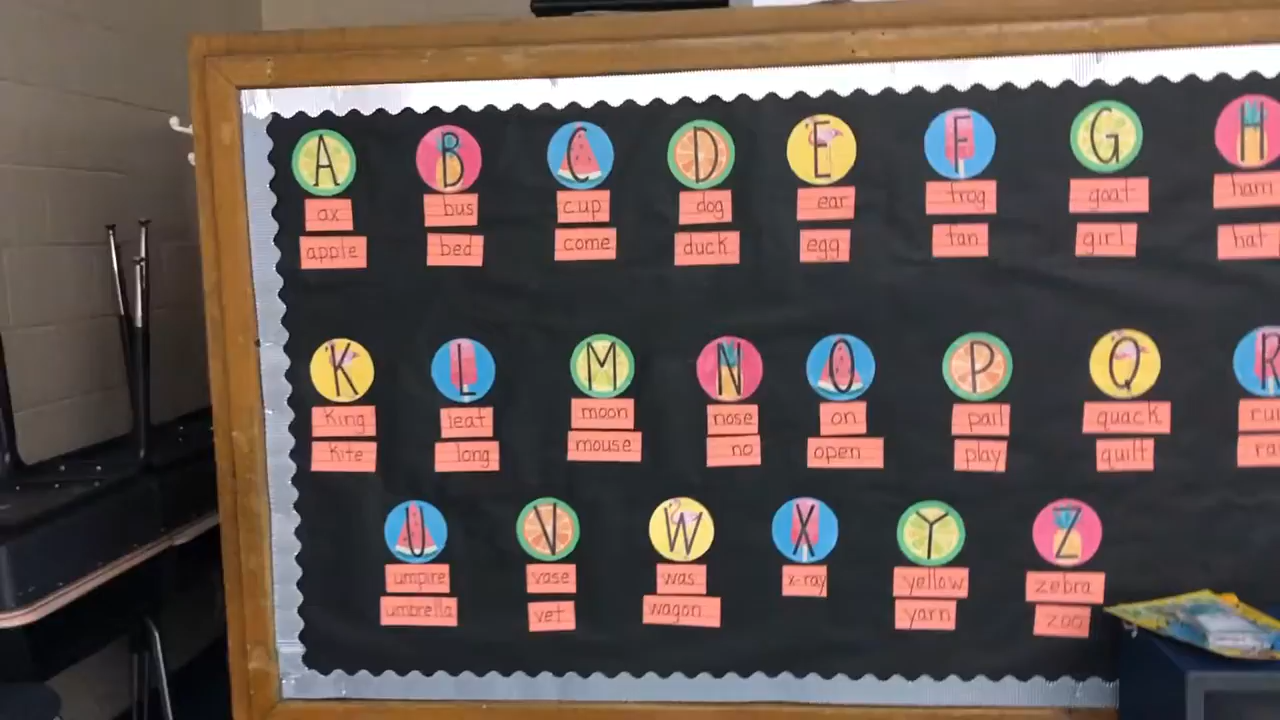 A B C D E F G H
ax bus cup dog ear frog goat ham
apple bed come duck egg fan girl hat
K L M N O P Q R
king leaf moon nose on pail quack
kite long mouse no open play quilt
U V W X Y Z
umpire vase was x-ray yellow zebra
umbrella vet wagon yarn zoo